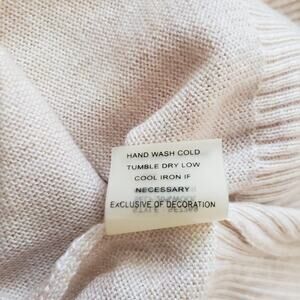 HAND WASH COLD
TUMBLE DRY LOW
COOL IRON IF
NECESSARY
EXCLUSIVE OF DECORATION